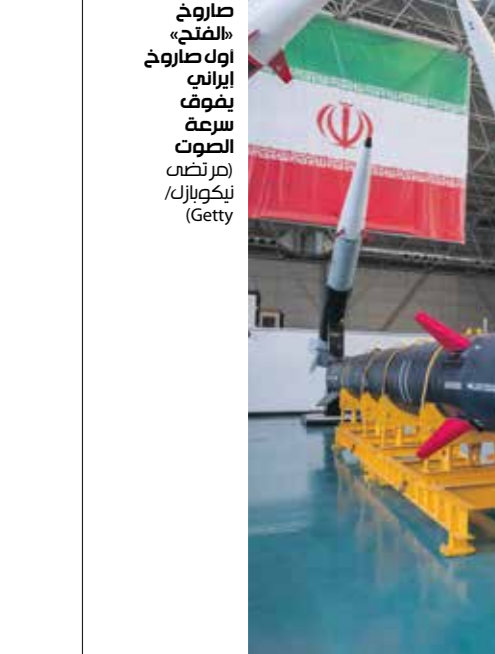 صاروخ
«الفتح»
أول صاروخ
إيراني
يفوق
سرعة
الصوت
(مرتضى
نيكوبازل/
Getty)